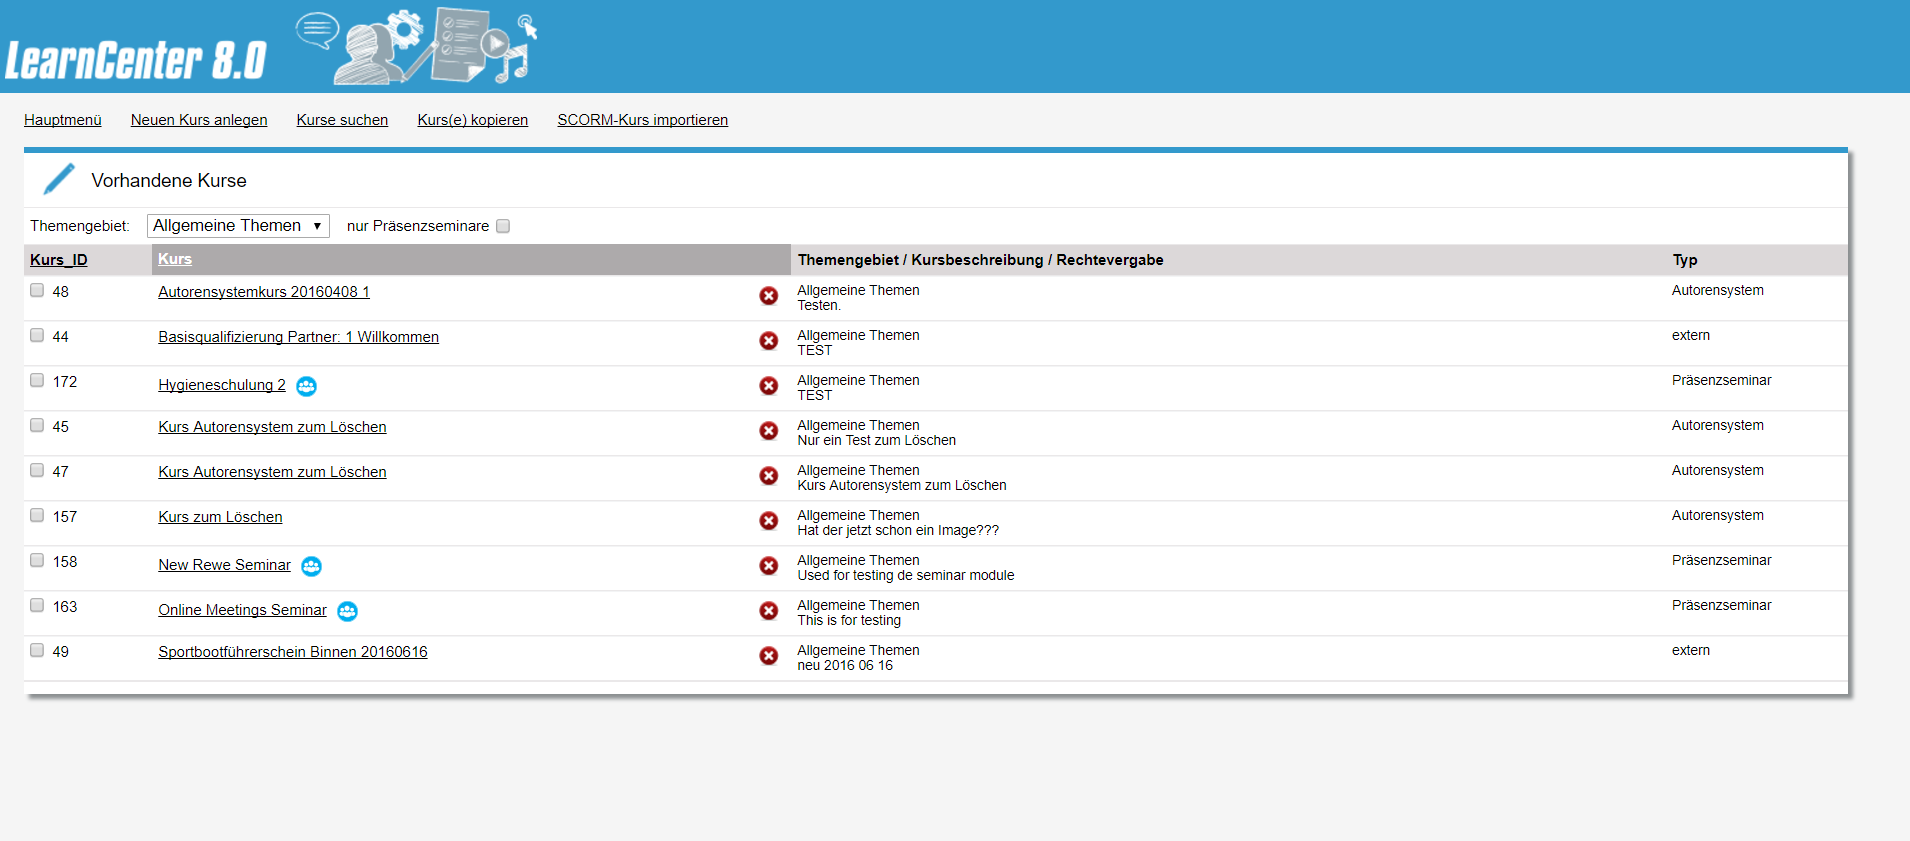 LearnCenter 8.0
Hauptmenü Neuen Kurs anlegen Kurse suchen Kurs(e) kopieren SCORM-Kurs importieren
Vorhandene Kurse
Themengebiet: Allgemeine Themen nur Präsenzseminare
Kurs_ID Kurs Themengebiet / Kursbeschreibung / Rechtevergabe Typ
48 Autorensystemkurs 20160408 1 Allgemeine Themen Autorensystem
Testen.
44 Basisqualifizierung Partner: 1 Willkommen Allgemeine Themen extern
TEST
172 Hygieneschulung 2 Allgemeine Themen Präsenzseminar
TEST
45 Kurs Autorensystem zum Löschen Allgemeine Themen Autorensystem
Nur ein Test zum Löschen
47 Kurs Autorensystem zum Löschen Allgemeine Themen Autorensystem
Kurs Autorensystem zum Löschen
157 Kurs zum Löschen Allgemeine Themen Autorensystem
Hat der jetzt schon ein Image???
158 New Rewe Seminar Allgemeine Themen Präsenzseminar
Used for testing de seminar module
163 Online Meetings Seminar Allgemeine Themen Präsenzseminar
This is for testing
49 Sportbootführerschein Binnen 20160616 Allgemeine Themen extern
neu 2016 06 16